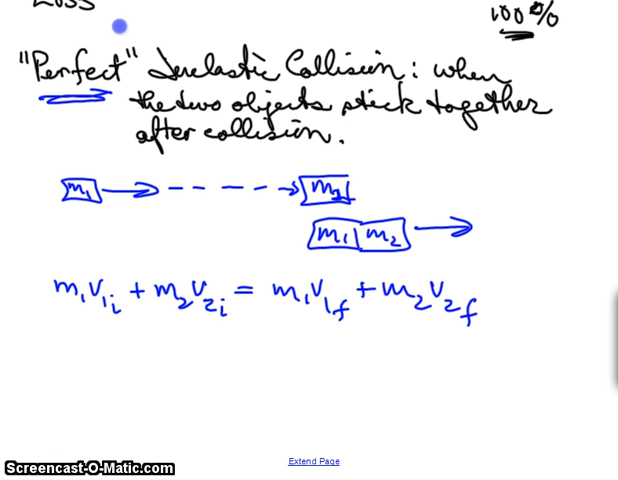 Loss
100%
"Perfect" Inelastic Collision: when
the two objects stick together
after collision.
m₁ m₂
m₁ m₂
m₁v₁ᵢ + m₂v₂ᵢ = m₁v₁f + m₂v₂f
Extend Page
Screencast-O-Matic.com